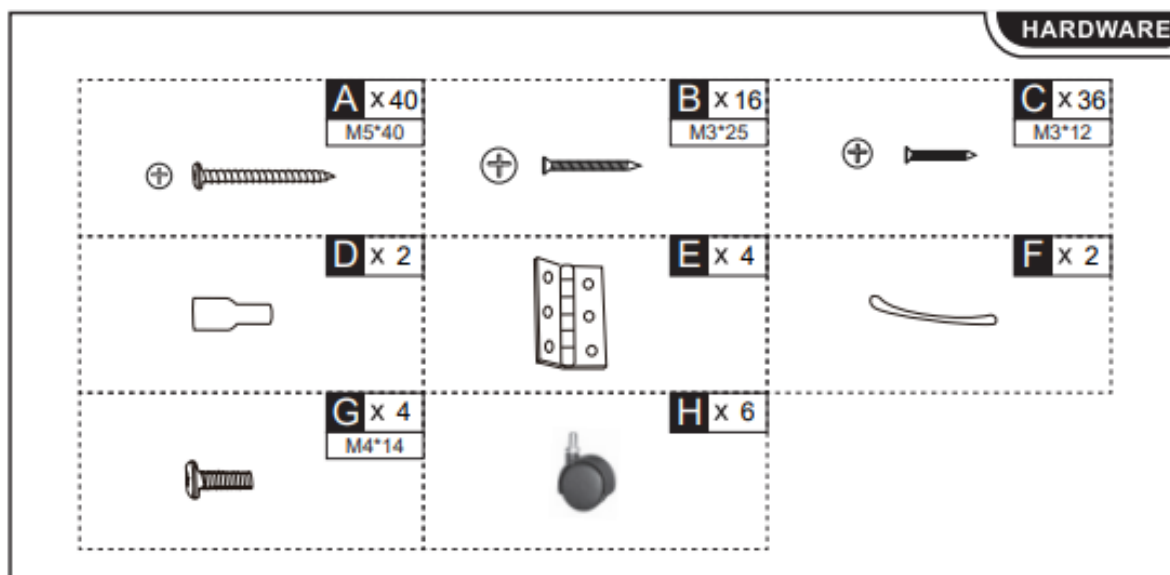 HARDWARE
A x 40
M5*40
B x 16
M3*25
C x 36
M3*12
D x 2
E x 4
F x 2
G x 4
M4*14
H x 6